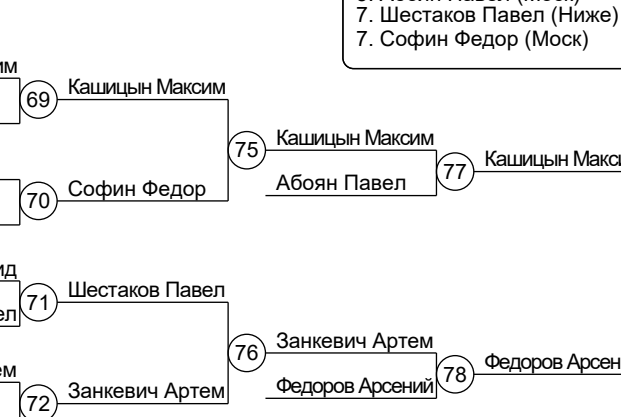 7. Шестаков Павел (Ниже)
7. Софин Федор (Моск)
69 Кашицын Максим
75 Кашицын Максим
77
Абоян Павел
70 Софин Федор
71 Шестаков Павел
76 Занкевич Артем
78
Федоров Арсений
72 Занкевич Артем